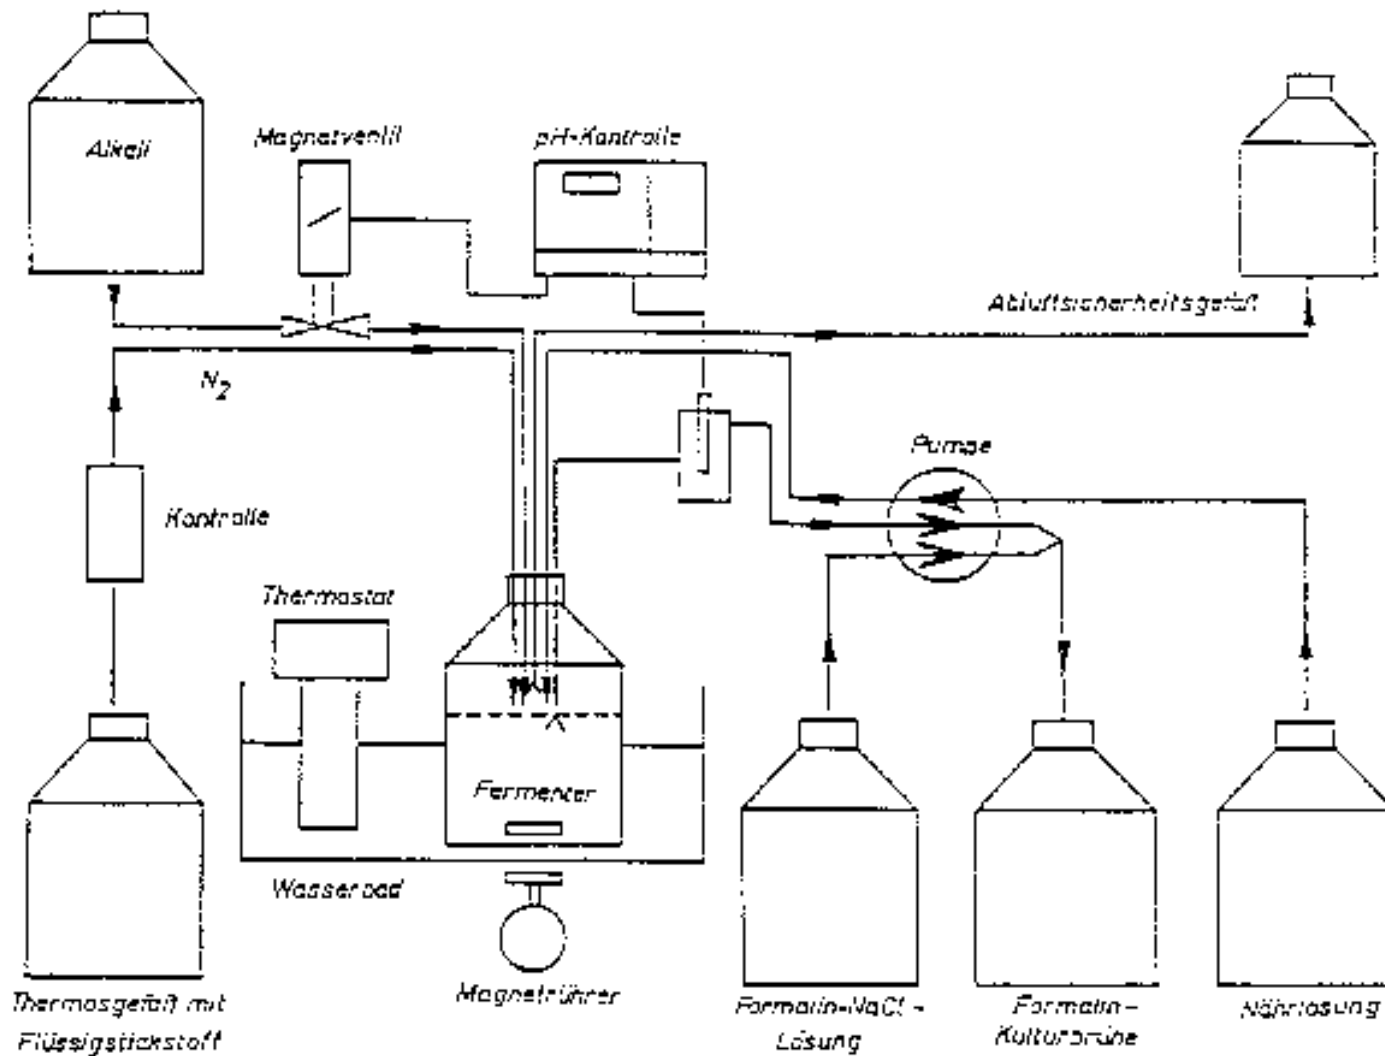 Alkali
Magnetventil
pH-Kontrolle
Abluftsicherheitsgefäß
N2
Pumpe
Kontrolle
Thermostat
Fermenter
Wasserbad
Magnetrührer
Thermosgefäß mit
Flüssigstickstoff
Formalin-NaCl-
Lösung
Formalin-
Kulturbrühe
Nährlösung